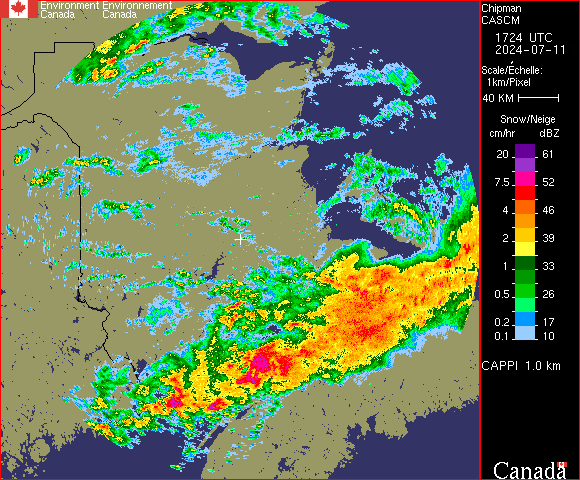 Environment Environnement
Canada Canada
Chipman
CASCM
1724 UTC
2024-07-11
Scale/Échelle:
1km/Pixel
40 KM
Snow/Neige
cm/hr dBZ
20 61
7.5 52
4 46
2 39
1 33
0.5 26
0.2 17
0.1 10
CAPPI 1.0 km
Canada